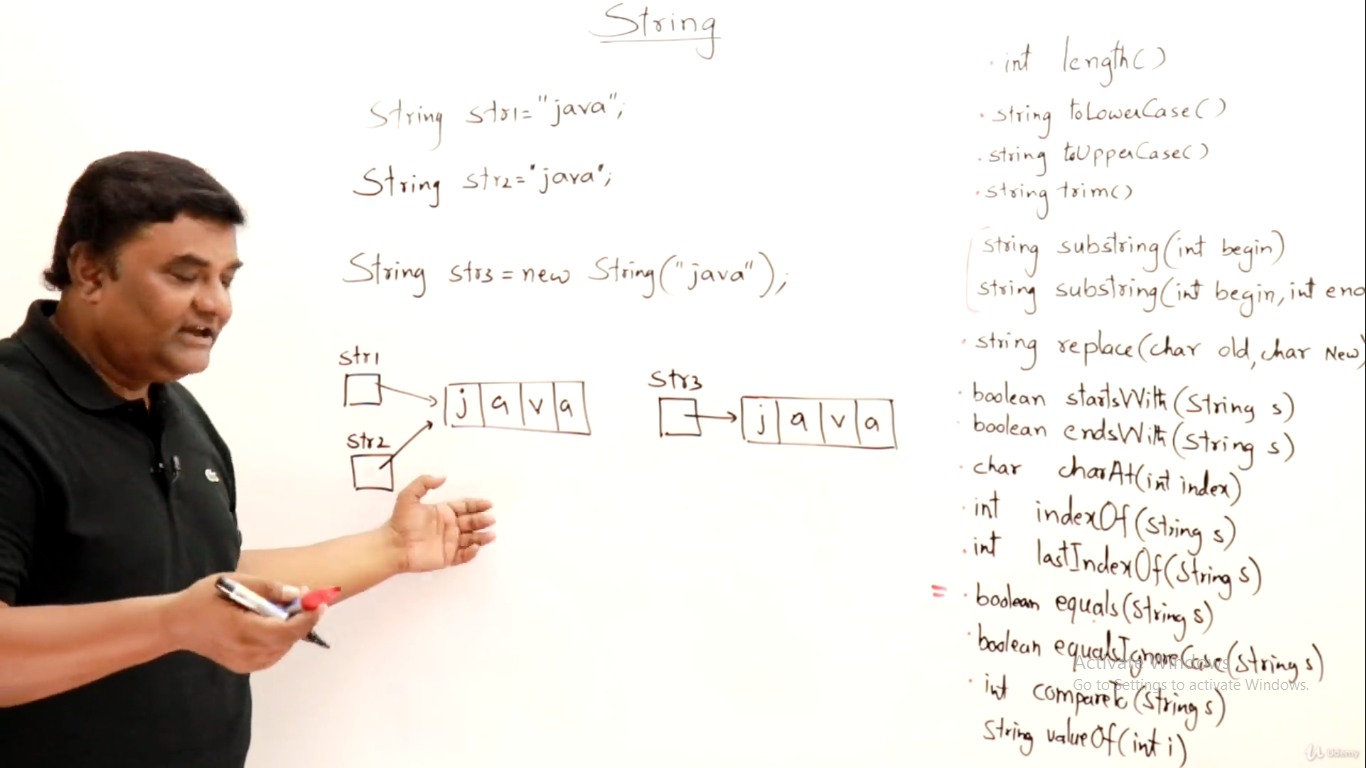 String
String str1="java";
String str2="java";
String str3 = new String("java");
str1
j a v a
str2
str3
j a v a
int length()
string toLowerCase()
string toUpperCase()
string trim()
string substring(int begin)
string substring(int begin, int end
string replace(char old, char New)
boolean startsWith(String s)
boolean endsWith(String s)
char charAt(int index)
int indexOf(String s)
int lastIndexOf(String s)
= boolean equals(String s)
boolean equalsIgnoreCase(String s)
int compareTo(String s)
String valueOf(int i)
Activate Windows
Go to Settings to activate Windows.
Udemy